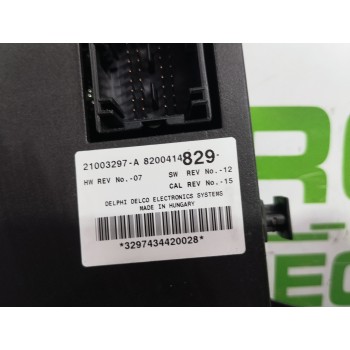 21003297-A 8200414829-
HW REV No.-07 SW REV No.-12
CAL REV No.-15
DELPHI DELCO ELECTRONICS SYSTEMS
MADE IN HUNGARY
*3297434420028*